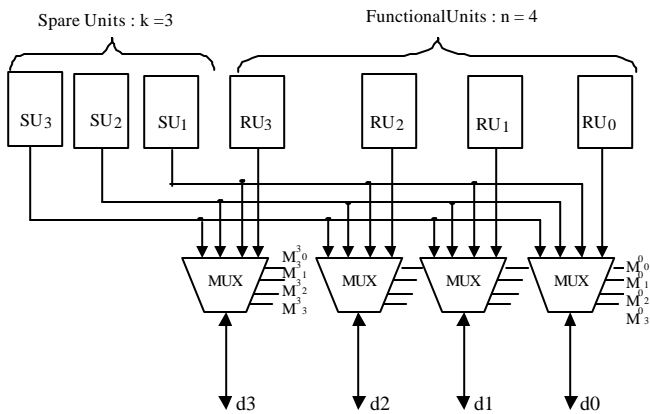 Spare Units : k =3
FunctionalUnits : n = 4
SU3
SU2
SU1
RU3
RU2
RU1
RU0
MUX
M³0
M³1
M³2
M³3
MUX
MUX
MUX
M⁰0
M⁰1
M⁰2
M⁰3
d3
d2
d1
d0